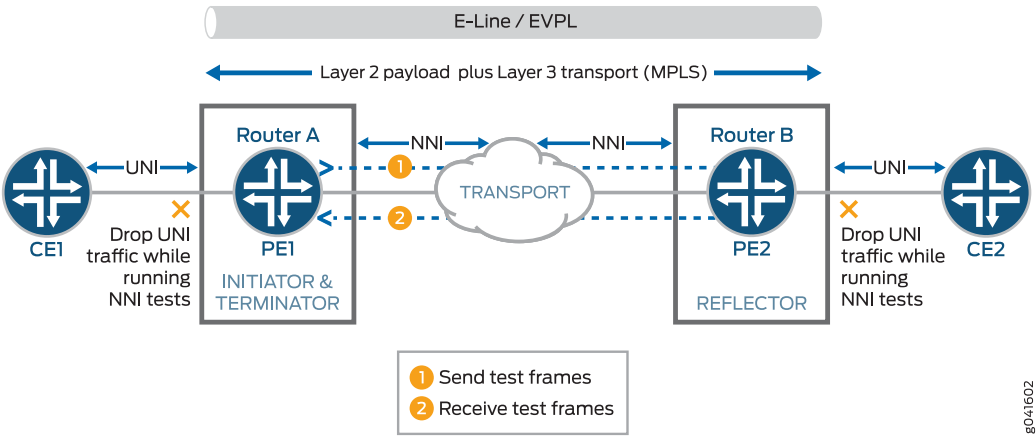 E-Line / EVPL
Layer 2 payload plus Layer 3 transport (MPLS)
Router A
NNI
NNI
Router B
UNI
1
UNI
TRANSPORT
2
CE1
PE1
PE2
CE2
Drop UNI
traffic while
running
NNI tests
INITIATOR &
TERMINATOR
REFLECTOR
Drop UNI
traffic while
running
NNI tests
1 Send test frames
2 Receive test frames
g041602